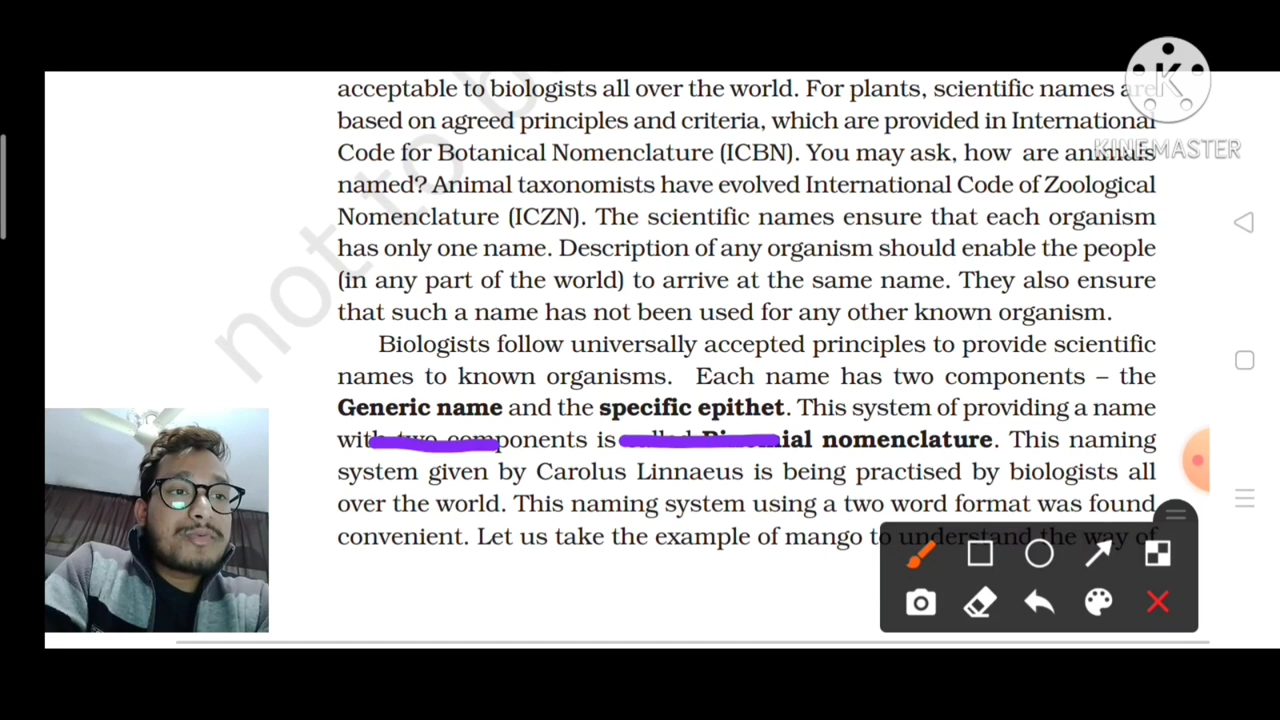 acceptable to biologists all over the world. For plants, scientific names are
based on agreed principles and criteria, which are provided in International
Code for Botanical Nomenclature (ICBN). You may ask, how are animals
named? Animal taxonomists have evolved International Code of Zoological
Nomenclature (ICZN). The scientific names ensure that each organism
has only one name. Description of any organism should enable the people
(in any part of the world) to arrive at the same name. They also ensure
that such a name has not been used for any other known organism.
Biologists follow universally accepted principles to provide scientific
names to known organisms. Each name has two components – the
Generic name and the specific epithet. This system of providing a name
with two components is called Binomial nomenclature. This naming
system given by Carolus Linnaeus is being practised by biologists all
over the world. This naming system using a two word format was found
convenient. Let us take the example of mango to understand the way of
not to b
K
KINEMASTER